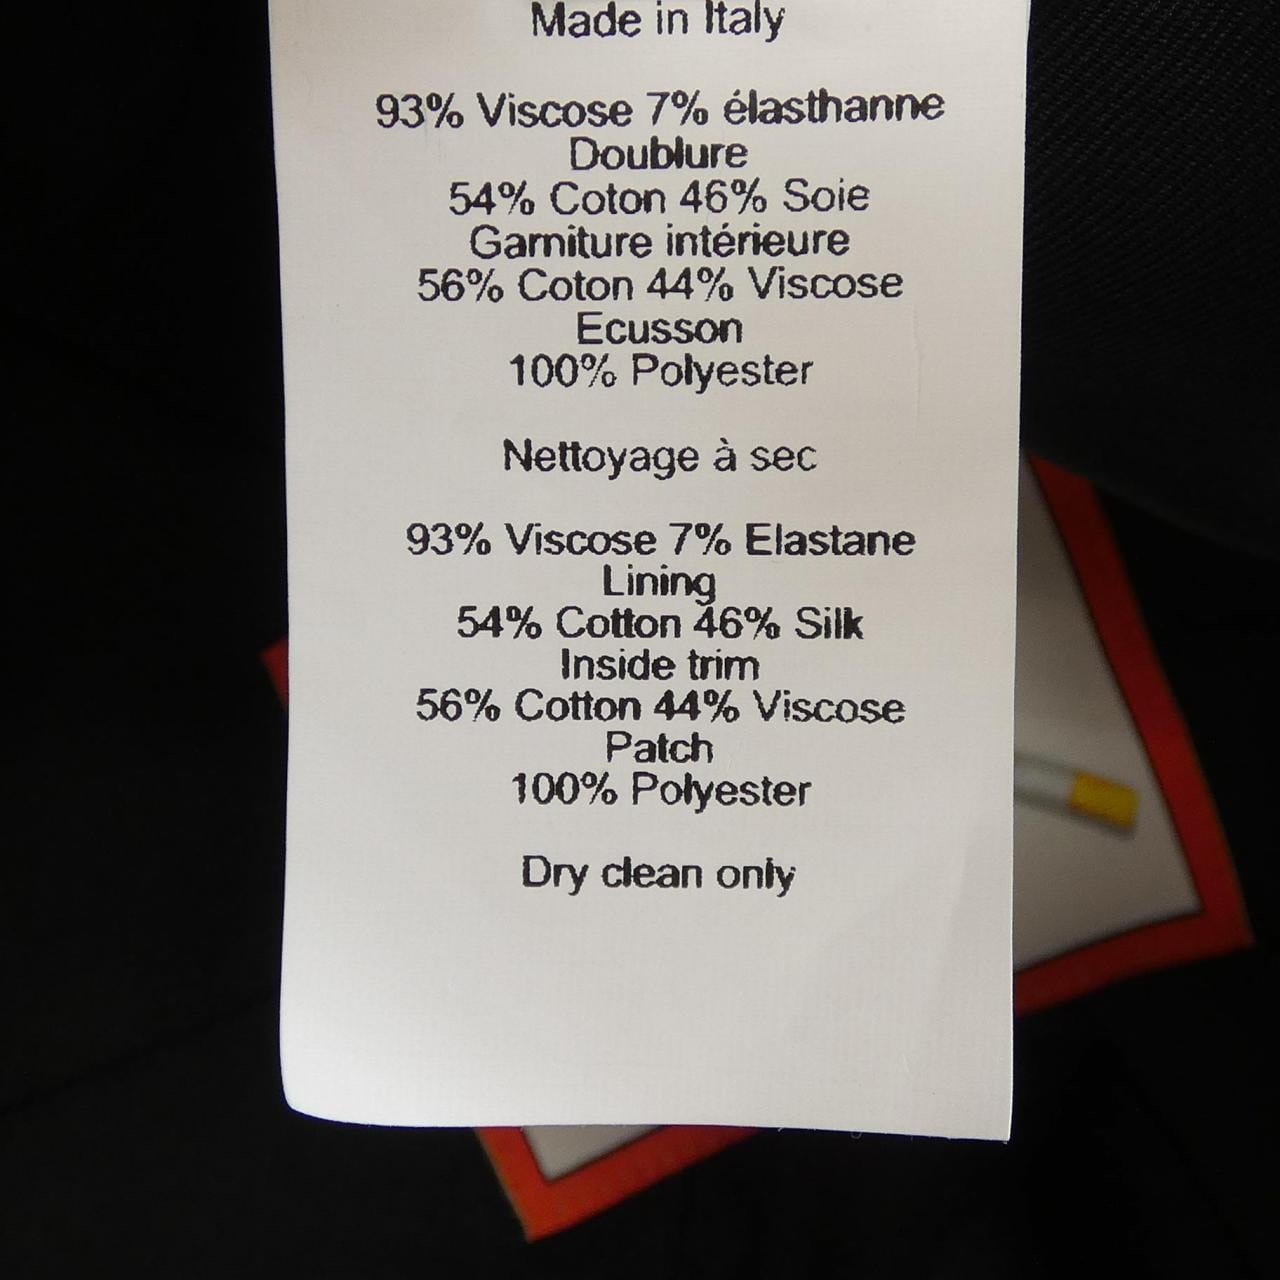 Made in Italy
93% Viscose 7% élasthanne
Doublure
54% Coton 46% Soie
Garniture intérieure
56% Coton 44% Viscose
Ecusson
100% Polyester
Nettoyage à sec
93% Viscose 7% Elastane
Lining
54% Cotton 46% Silk
Inside trim
56% Cotton 44% Viscose
Patch
100% Polyester
Dry clean only